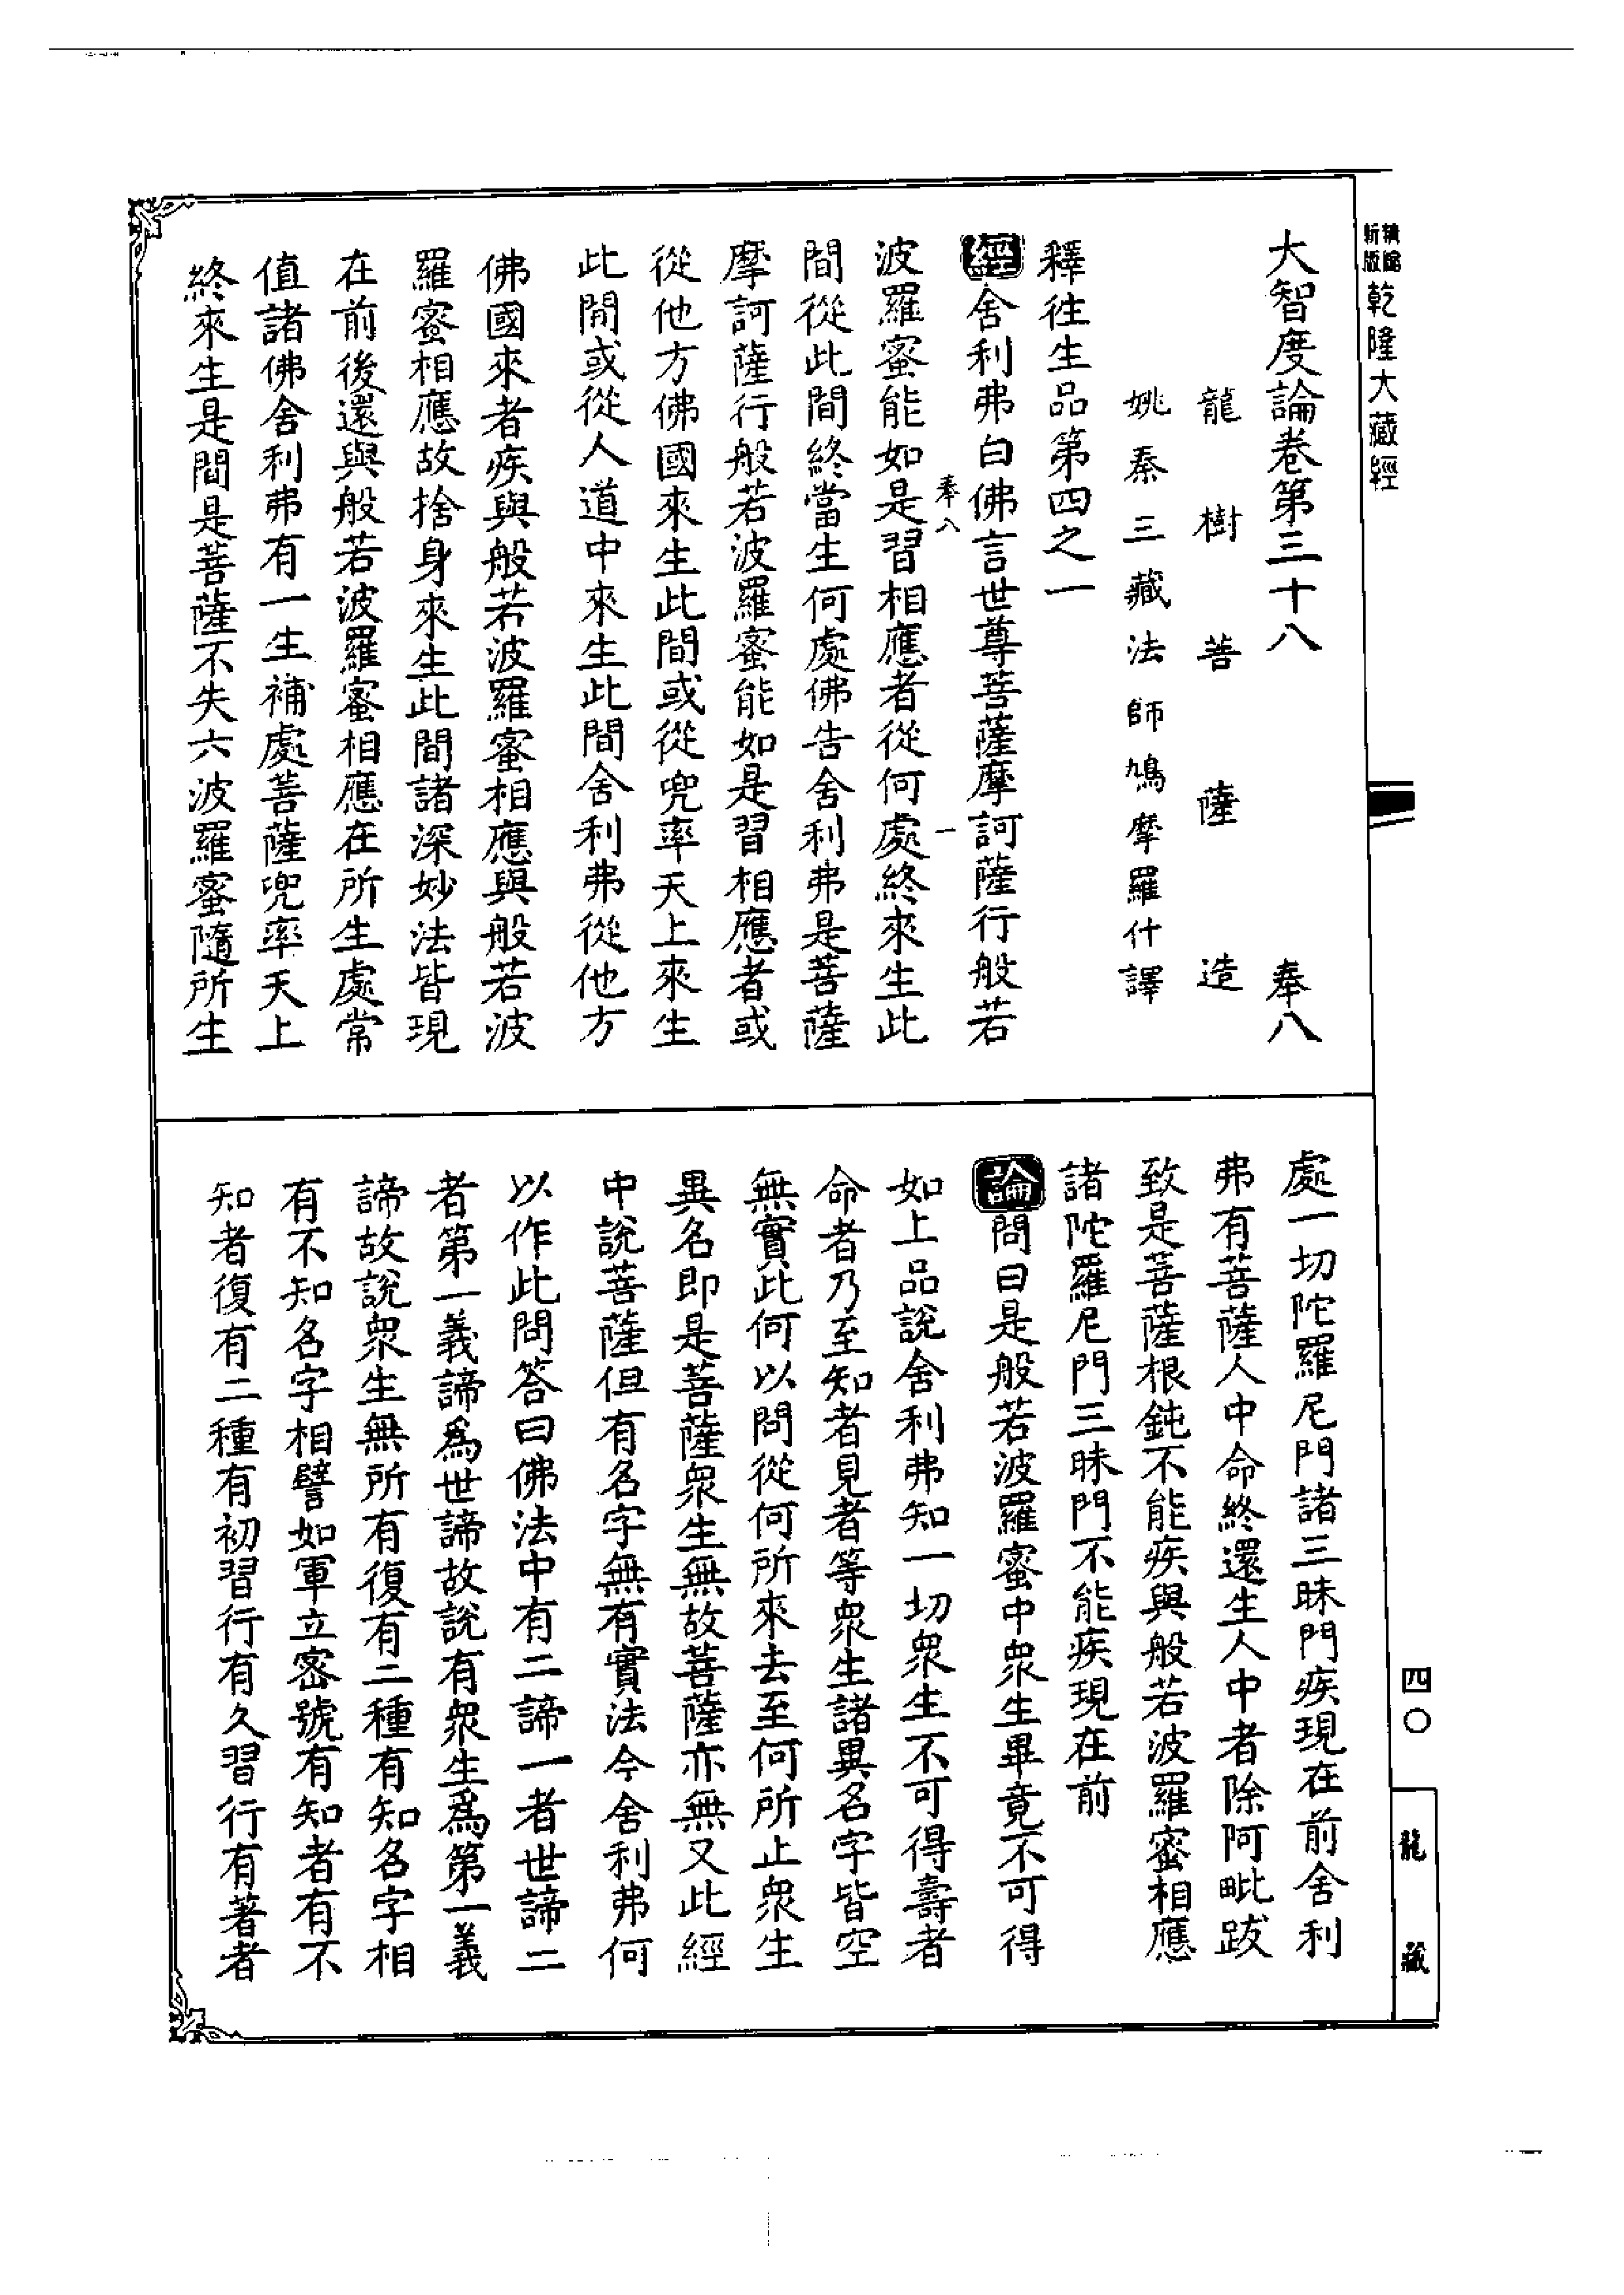 新版
精縮
乾隆大藏經
大智度論卷第三十八 奉八
龍樹菩薩造
姚秦三藏法師鳩摩羅什譯
釋往生品第四之一
經舍利弗白佛言世尊菩薩摩訶薩行般若
奉八 一
波羅蜜能如是習相應者從何處終來生此
間從此間終當生何處佛告舍利弗是菩薩
摩訶薩行般若波羅蜜能如是習相應者或
從他方佛國來生此間或從兜率天上來生
此間或從人道中來生此間舍利弗從他方
佛國來者疾與般若波羅蜜相應與般若波
羅蜜相應故捨身來生此間諸深妙法皆現
在前後還與般若波羅蜜相應在所生處常
值諸佛舍利弗有一生補處菩薩兜率天上
終來生是間是菩薩不失六波羅蜜隨所生
處一切陀羅尼門諸三昧門疾現在前舍利
弗有菩薩人中命終還生人中者除阿毗跋
致是菩薩根鈍不能疾與般若波羅蜜相應
諸陀羅尼門三昧門不能疾現在前
論問曰是般若波羅蜜中眾生畢竟不可得
如上品說舍利弗知一切眾生不可得壽者
命者乃至知者見者等眾生諸異名字皆空
無實此何以問從何所來去至何所止眾生
異名即是菩薩眾生無故菩薩亦無又此經
中說菩薩但有名字無有實法今舍利弗何
以作此問答曰佛法中有二諦一者世諦二
者第一義諦為世諦故說有眾生為第一義
諦故說眾生無所有復有二種有知名字相
有不知名字相譬如軍立密號有知者有不
知者復有二種有初習行有久習行有著者
四〇
龍藏